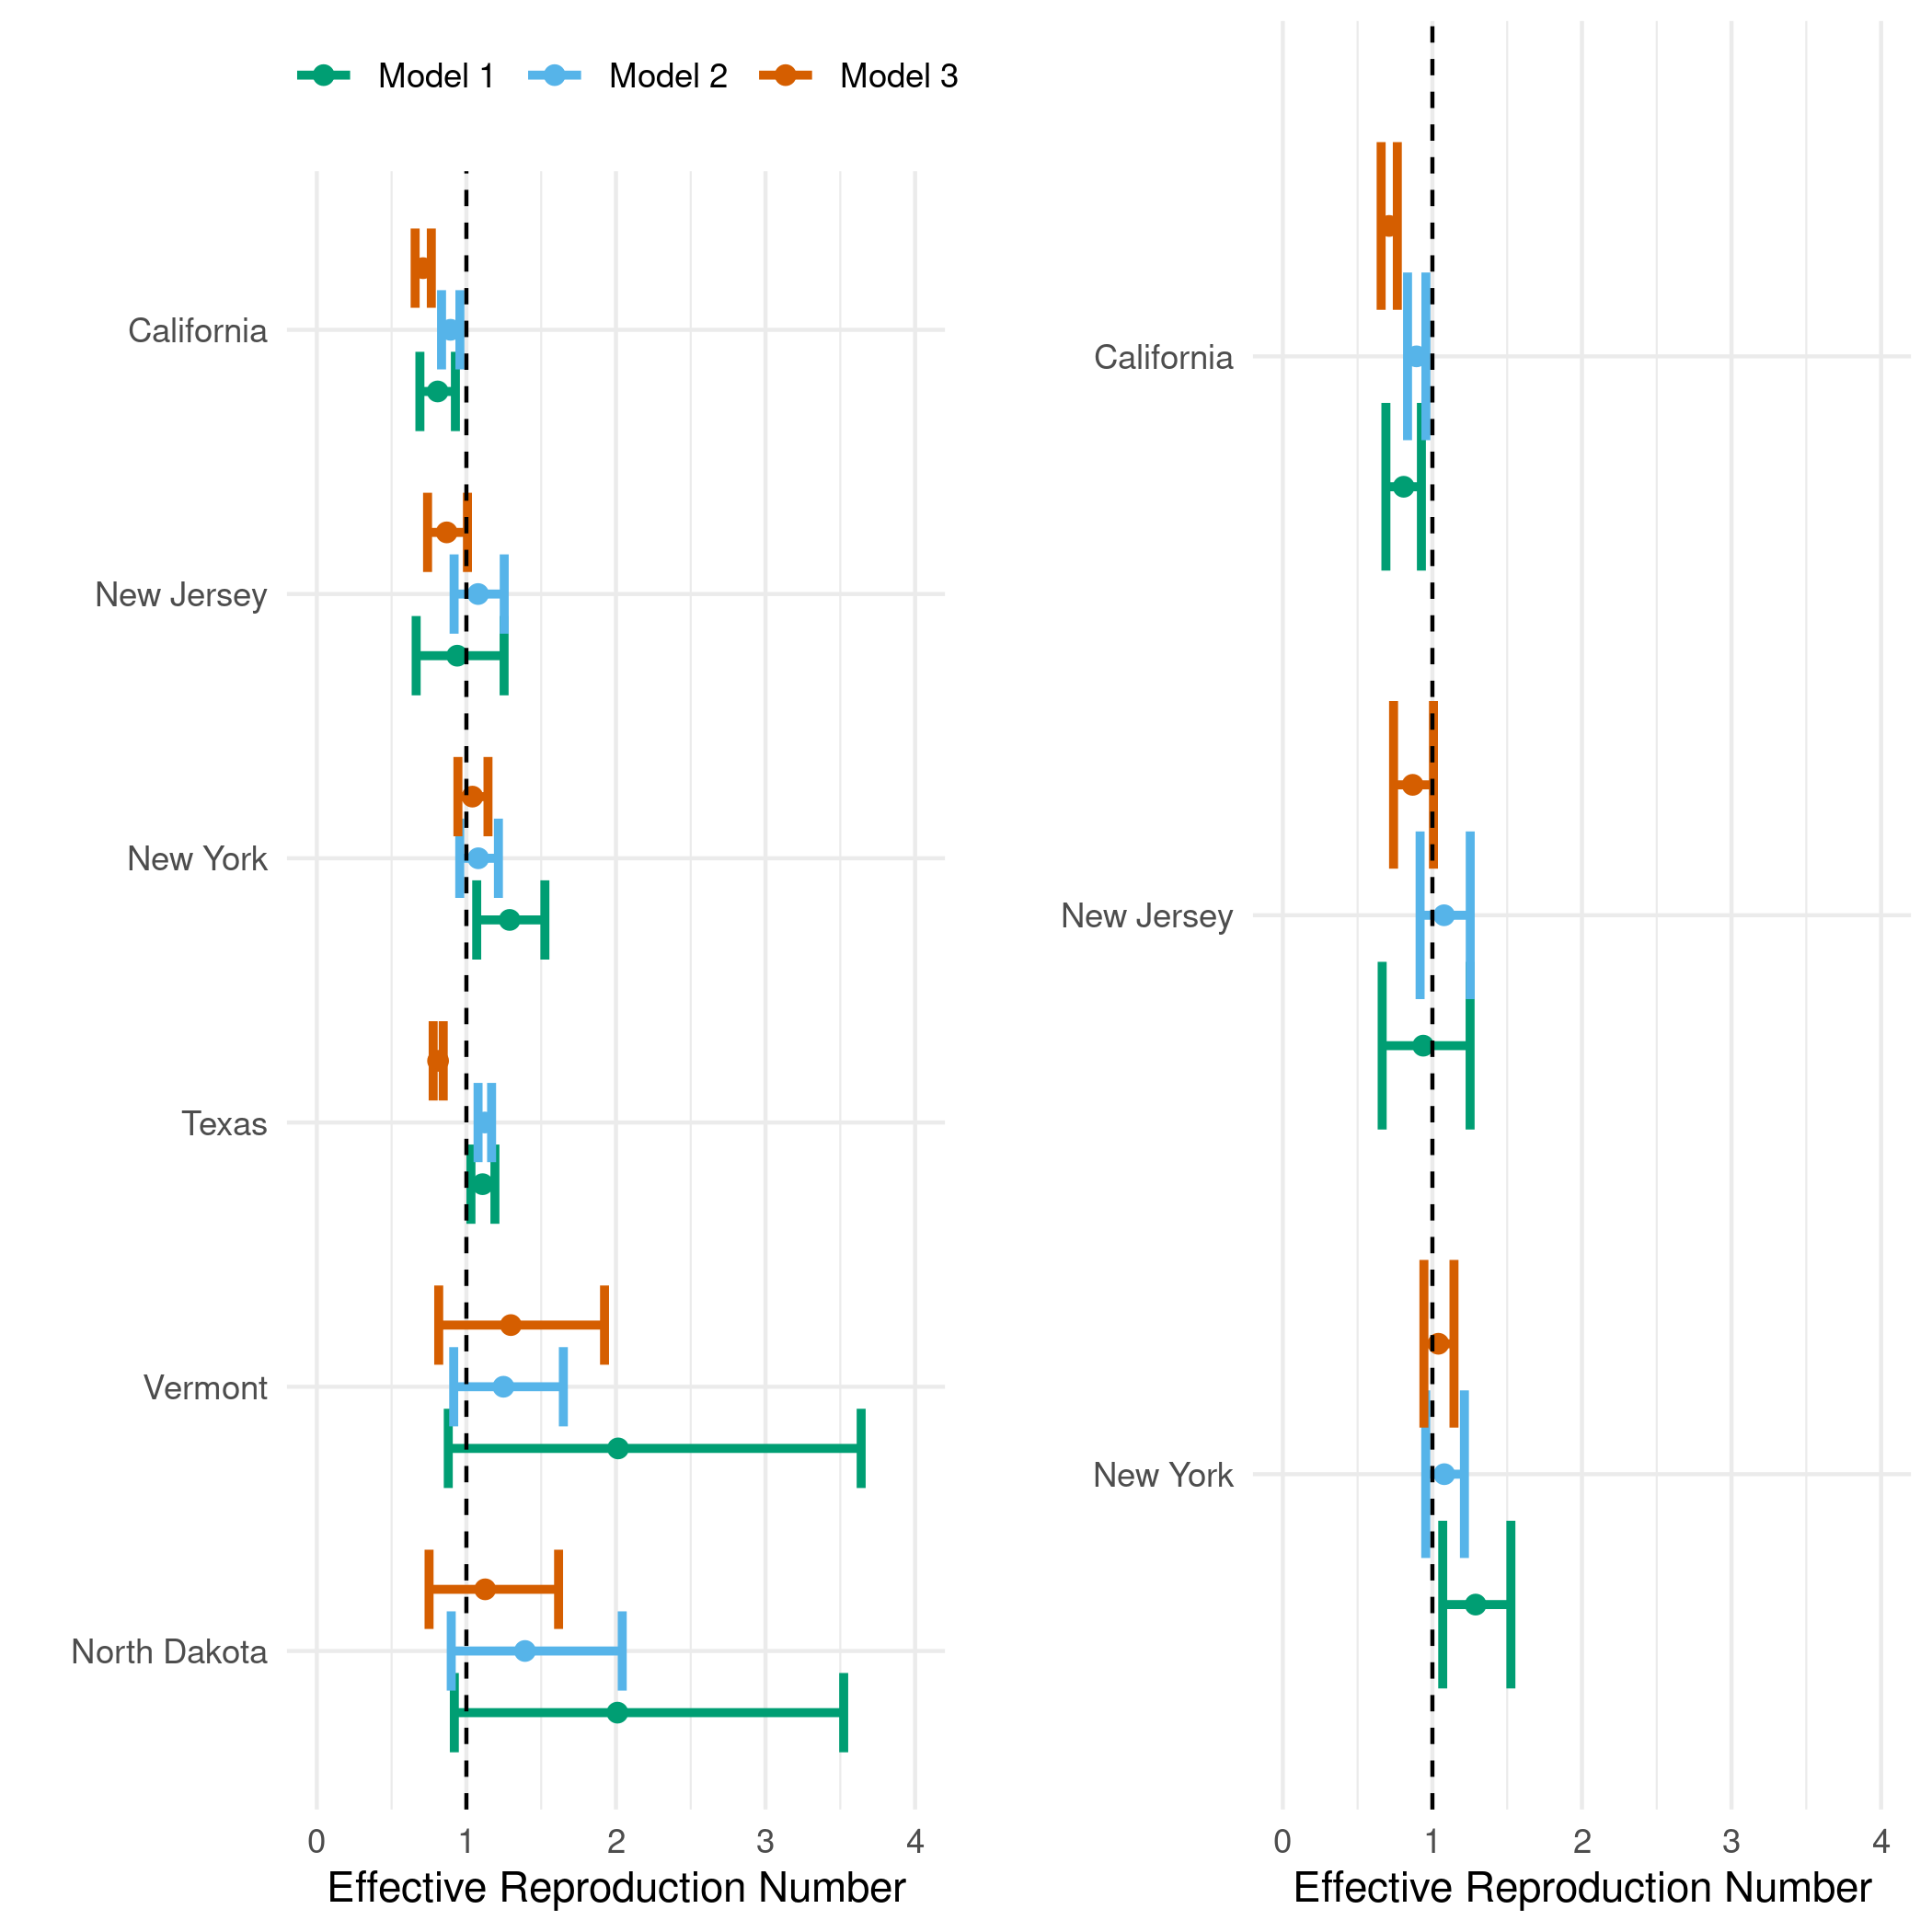 Model 1 Model 2 Model 3
California
New Jersey
New York
Texas
Vermont
North Dakota
0 1 2 3 4
Effective Reproduction Number
California
New Jersey
New York
0 1 2 3 4
Effective Reproduction Number